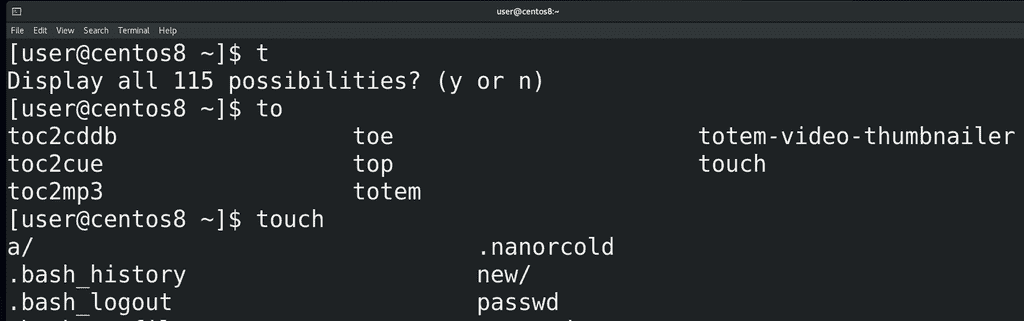 user@centos8:~
File Edit View Search Terminal Help
[user@centos8 ~]$ t
Display all 115 possibilities? (y or n)
[user@centos8 ~]$ to
toc2cddb toe totem-video-thumbnailer
toc2cue top touch
toc2mp3 totem
[user@centos8 ~]$ touch
a/ .nanorcold
.bash_history new/
.bash_logout passwd